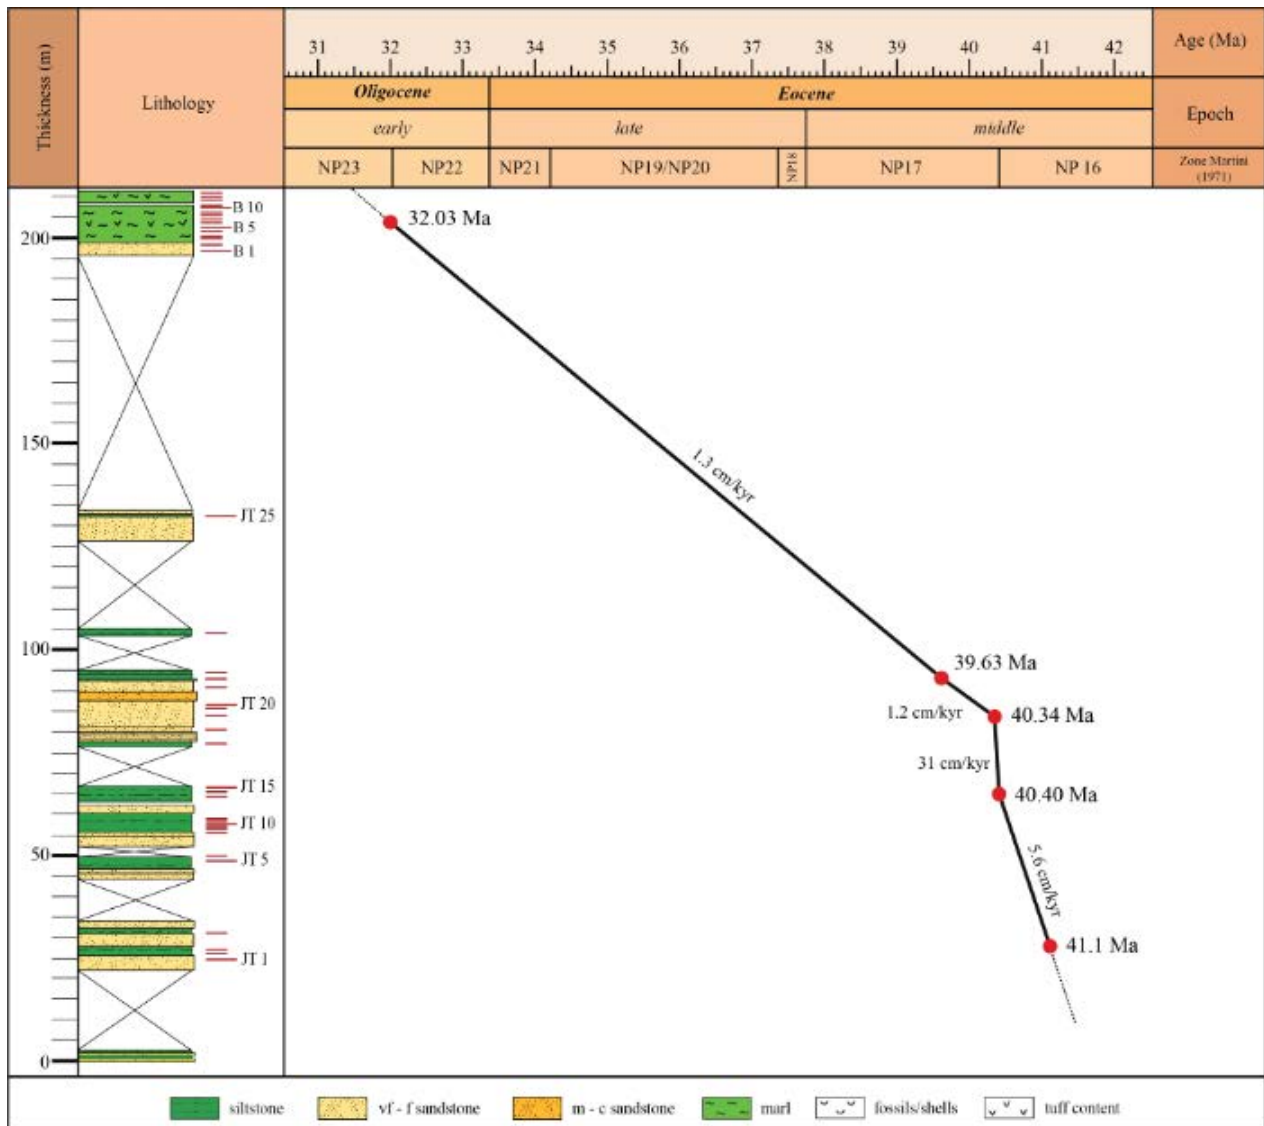 Thickness (m)
Lithology
31 32 33 34 35 36 37 38 39 40 41 42
Age (Ma)
Oligocene
Eocene
Epoch
early
late
middle
NP23
NP22
NP21
NP19/NP20
NP18
NP17
NP 16
Zone Martini
(1971)
B 10
32.03 Ma
B 5
200
B 1
150
1.3 cm/kyr
JT 25
100
39.63 Ma
JT 20
1.2 cm/kyr
40.34 Ma
31 cm/kyr
JT 15
40.40 Ma
JT 10
50
JT 5
5.6 cm/kyr
41.1 Ma
JT 1
0
siltstone
vf - f sandstone
m - c sandstone
marl
fossils/shells
tuff content